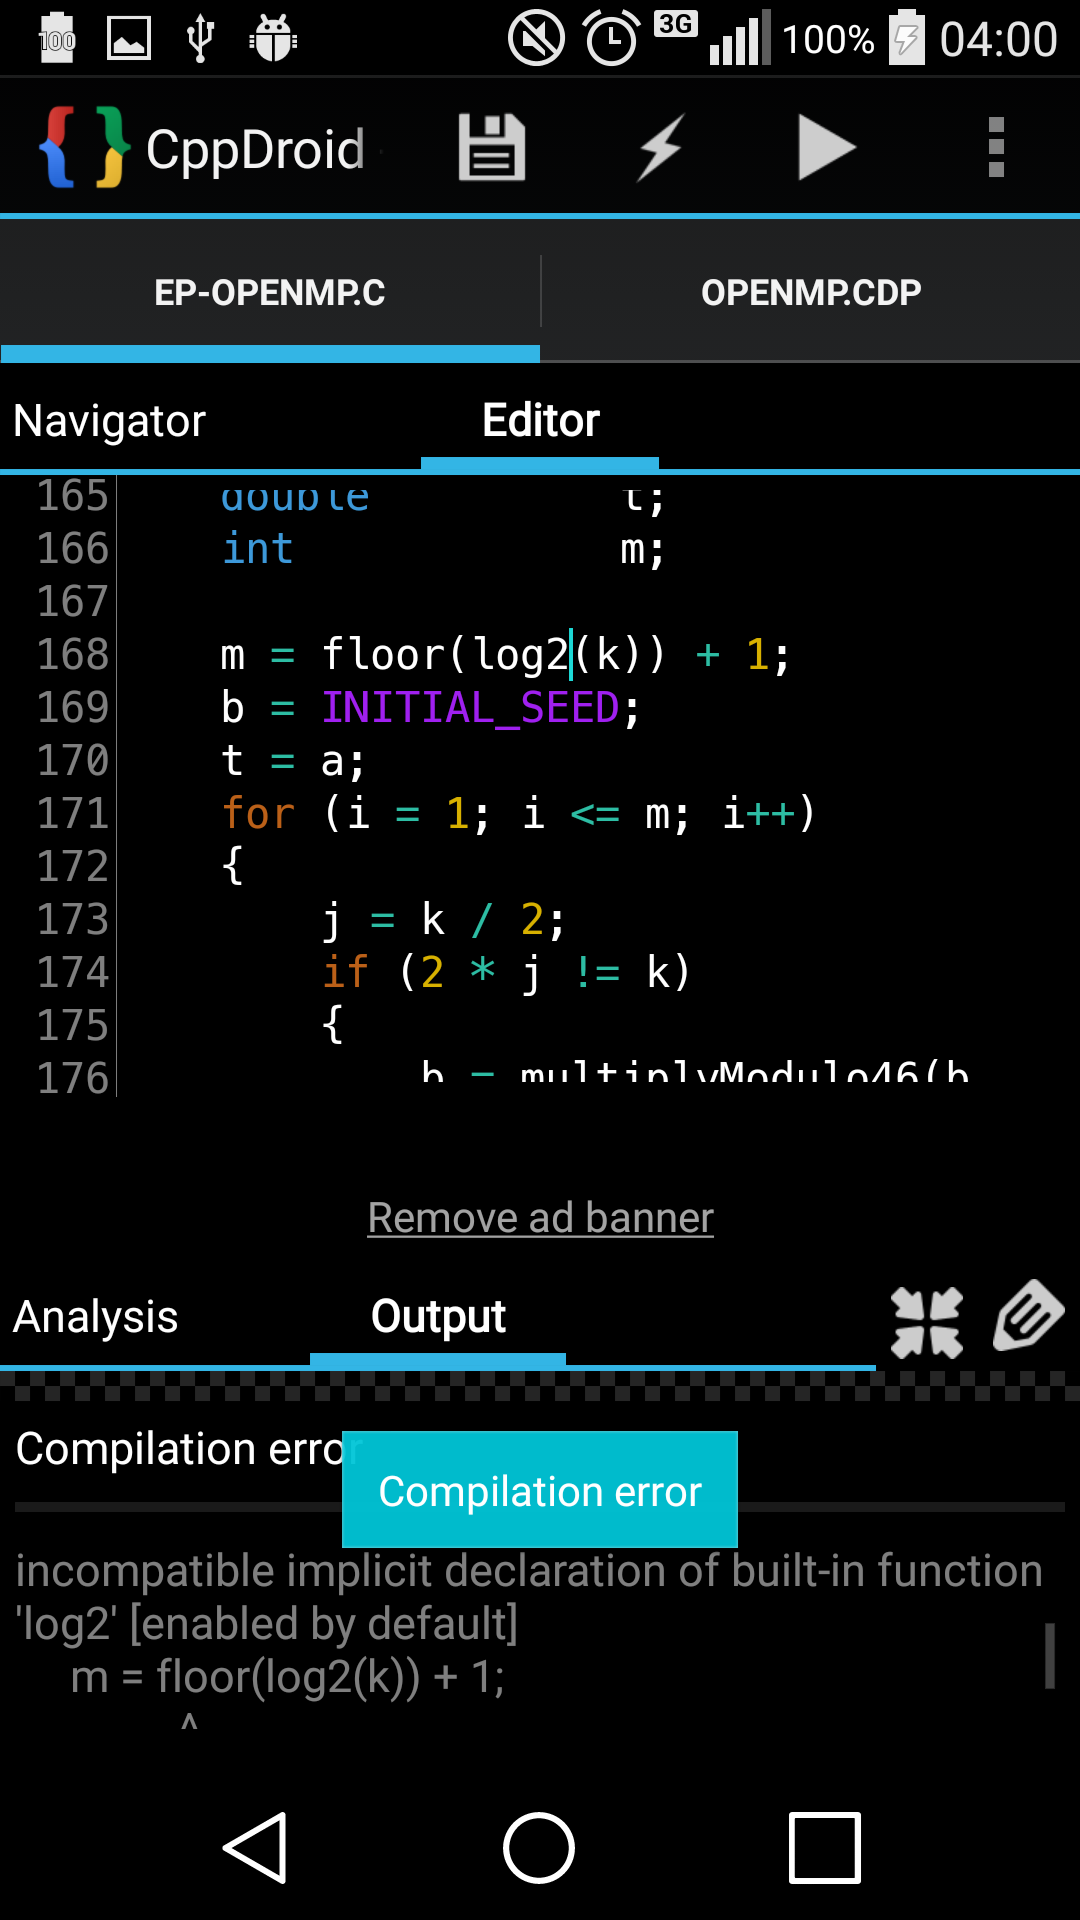 100 3G 100% 04:00
{ } CppDroid
EP-OPENMP.C OPENMP.CDP
Navigator Editor
165 double t;
166 int m;
167
168 m = floor(log2(k)) + 1;
169 b = INITIAL_SEED;
170 t = a;
171 for (i = 1; i <= m; i++)
172 {
173 j = k / 2;
174 if (2 * j != k)
175 {
176 b = multiplyModulo46(b
Remove ad banner
Analysis Output
Compilation error
Compilation error
incompatible implicit declaration of built-in function
'log2' [enabled by default]
m = floor(log2(k)) + 1;
^